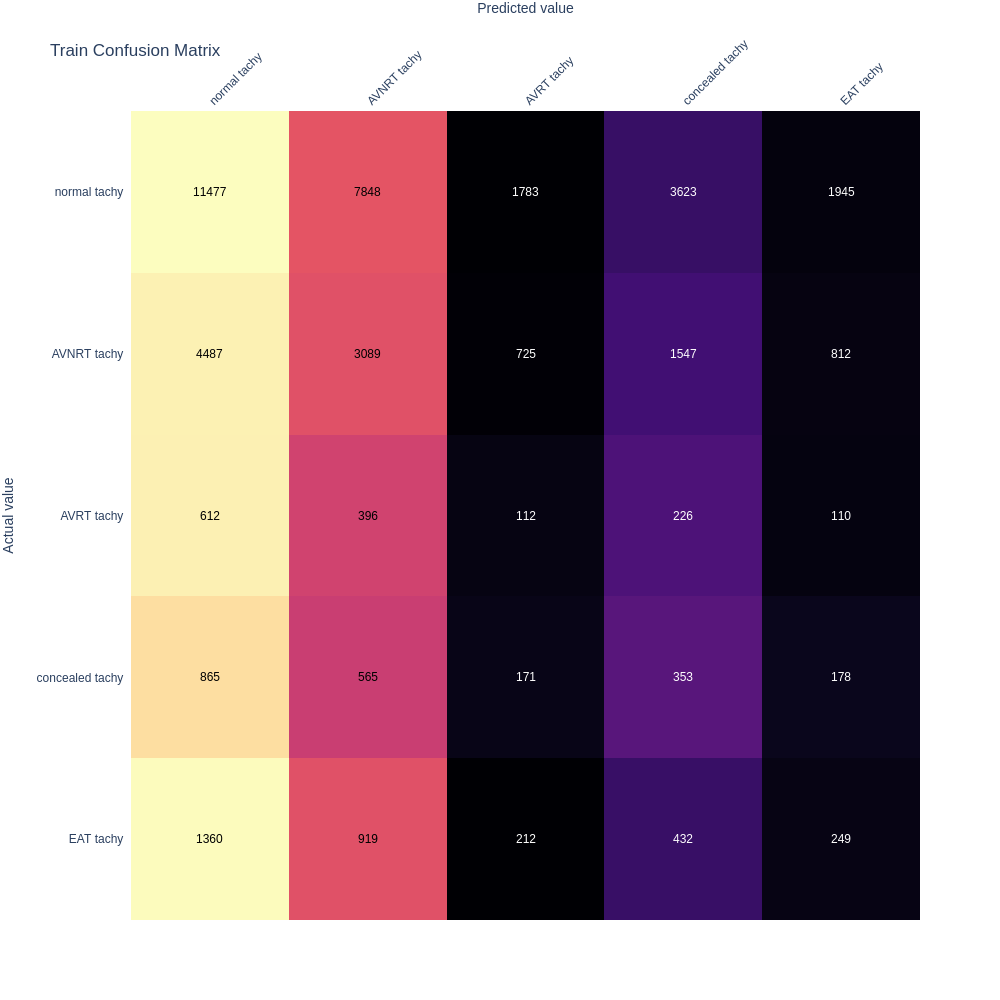 Predicted value
Train Confusion Matrix
normal tachy AVNRT tachy AVRT tachy concealed tachy EAT tachy
normal tachy 11477 7848 1783 3623 1945
AVNRT tachy 4487 3089 725 1547 812
AVRT tachy 612 396 112 226 110
concealed tachy 865 565 171 353 178
EAT tachy 1360 919 212 432 249
Actual value